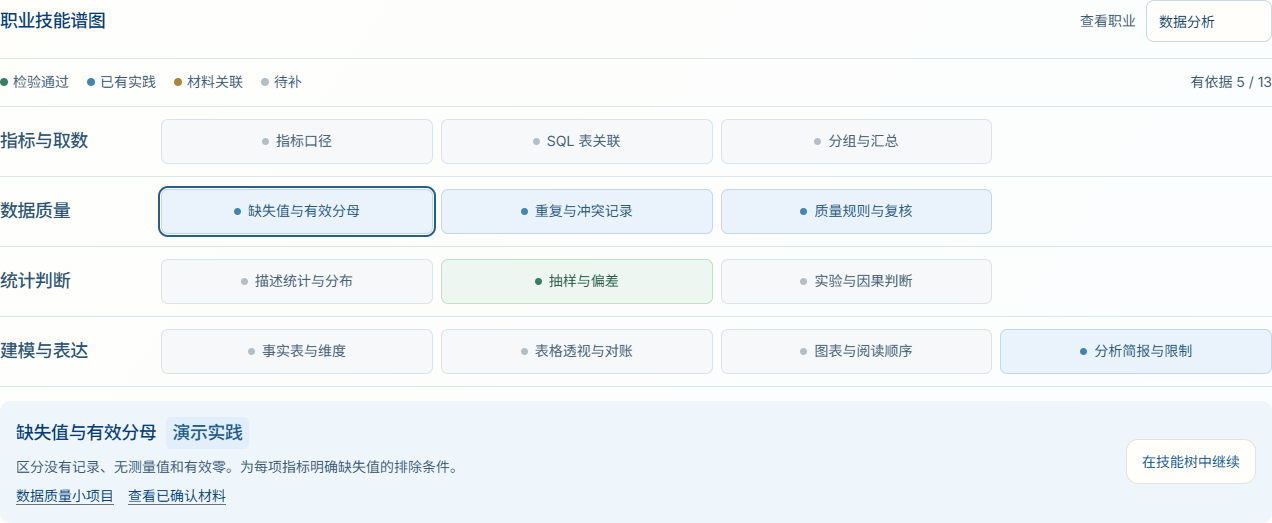 职业技能谱图 查看职业 数据分析
检验通过 已有实践 材料关联 待补 有依据 5 / 13
指标与取数 指标口径 SQL 表关联 分组与汇总
数据质量 缺失值与有效分母 重复与冲突记录 质量规则与复核
统计判断 描述统计与分布 抽样与偏差 实验与因果判断
建模与表达 事实表与维度 表格透视与对账 图表与阅读顺序 分析简报与限制
缺失值与有效分母 演示实践
区分没有记录、无测量值和有效零。为每项指标明确缺失值的排除条件。
在技能树中继续
数据质量小项目 查看已确认材料